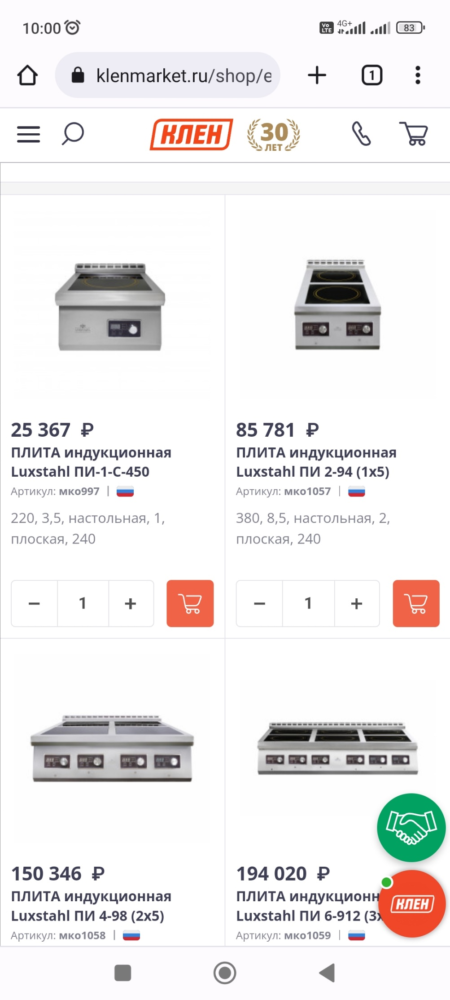 10:00
Vo LTE
4G+
83
klenmarket.ru/shop/e
1
КЛЕН
30
ЛЕТ
25 367 ₽
ПЛИТА индукционная
Luxstahl ПИ-1-С-450
Артикул: мко997 |
220, 3,5, настольная, 1,
плоская, 240
− 1 +
85 781 ₽
ПЛИТА индукционная
Luxstahl ПИ 2-94 (1х5)
Артикул: мко1057 |
380, 8,5, настольная, 2,
плоская, 240
− 1 +
150 346 ₽
ПЛИТА индукционная
Luxstahl ПИ 4-98 (2х5)
Артикул: мко1058 |
194 020 ₽
ПЛИТА индукционн
Luxstahl ПИ 6-912 (3х
Артикул: мко1059 |
КЛЕН